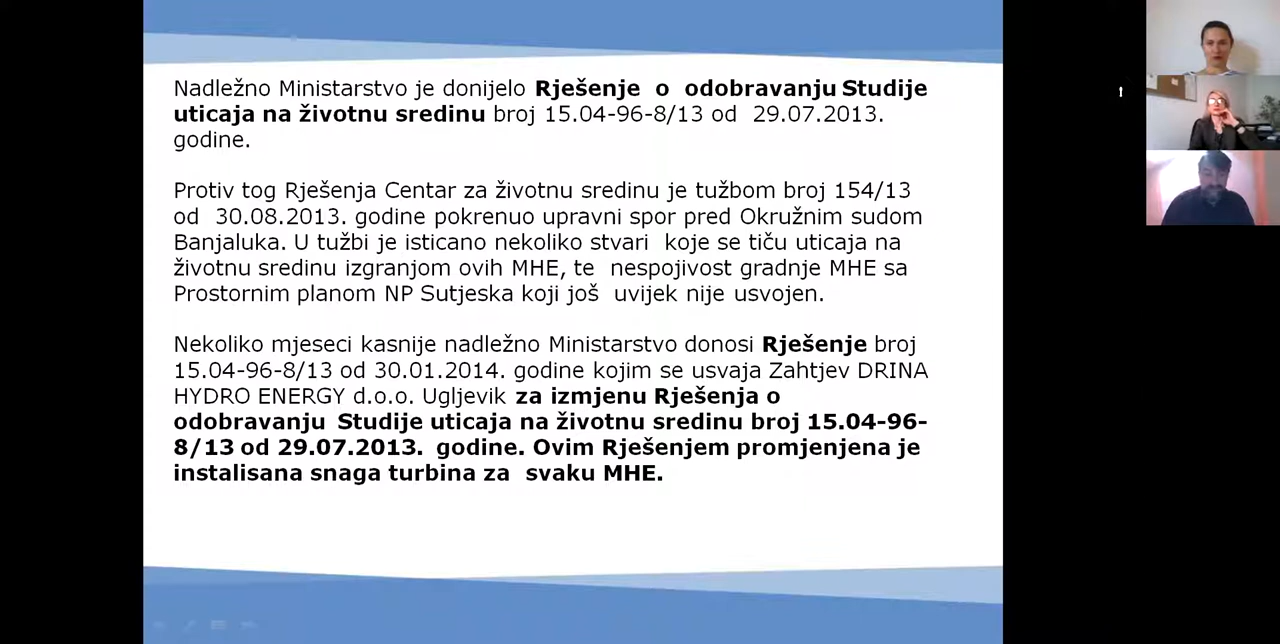 Nadležno Ministarstvo je donijelo Rješenje o odobravanju Studije
uticaja na životnu sredinu broj 15.04-96-8/13 od 29.07.2013.
godine.
Protiv tog Rješenja Centar za životnu sredinu je tužbom broj 154/13
od 30.08.2013. godine pokrenuo upravni spor pred Okružnim sudom
Banjaluka. U tužbi je isticano nekoliko stvari koje se tiču uticaja na
životnu sredinu izgranjom ovih MHE, te nespojivost gradnje MHE sa
Prostornim planom NP Sutjeska koji još uvijek nije usvojen.
Nekoliko mjeseci kasnije nadležno Ministarstvo donosi Rješenje broj
15.04-96-8/13 od 30.01.2014. godine kojim se usvaja Zahtjev DRINA
HYDRO ENERGY d.o.o. Ugljevik za izmjenu Rješenja o
odobravanju Studije uticaja na životnu sredinu broj 15.04-96-
8/13 od 29.07.2013. godine. Ovim Rješenjem promjenjena je
instalisana snaga turbina za svaku MHE.